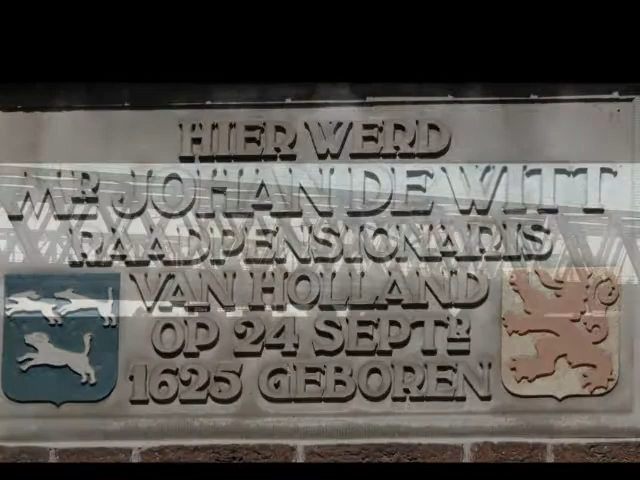 HIER WERD
MR JOHAN DE WITT
RAADPENSIONARIS
VAN HOLLAND
OP 24 SEPTR
1625 GEBOREN